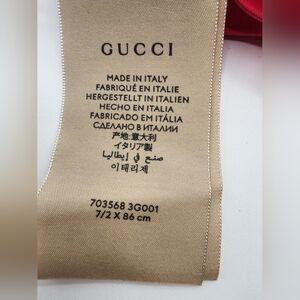 GUCCI
MADE IN ITALY
FABRIQUÉ EN ITALIE
HERGESTELLT IN ITALIEN
HECHO EN ITALIA
FABRICADO EM ITÁLIA
СДЕЛАНО В ИТАЛИИ
产地:意大利
イタリア製
صنع في إيطاليا
이태리제
703568 3G001
7/2 X 86 cm